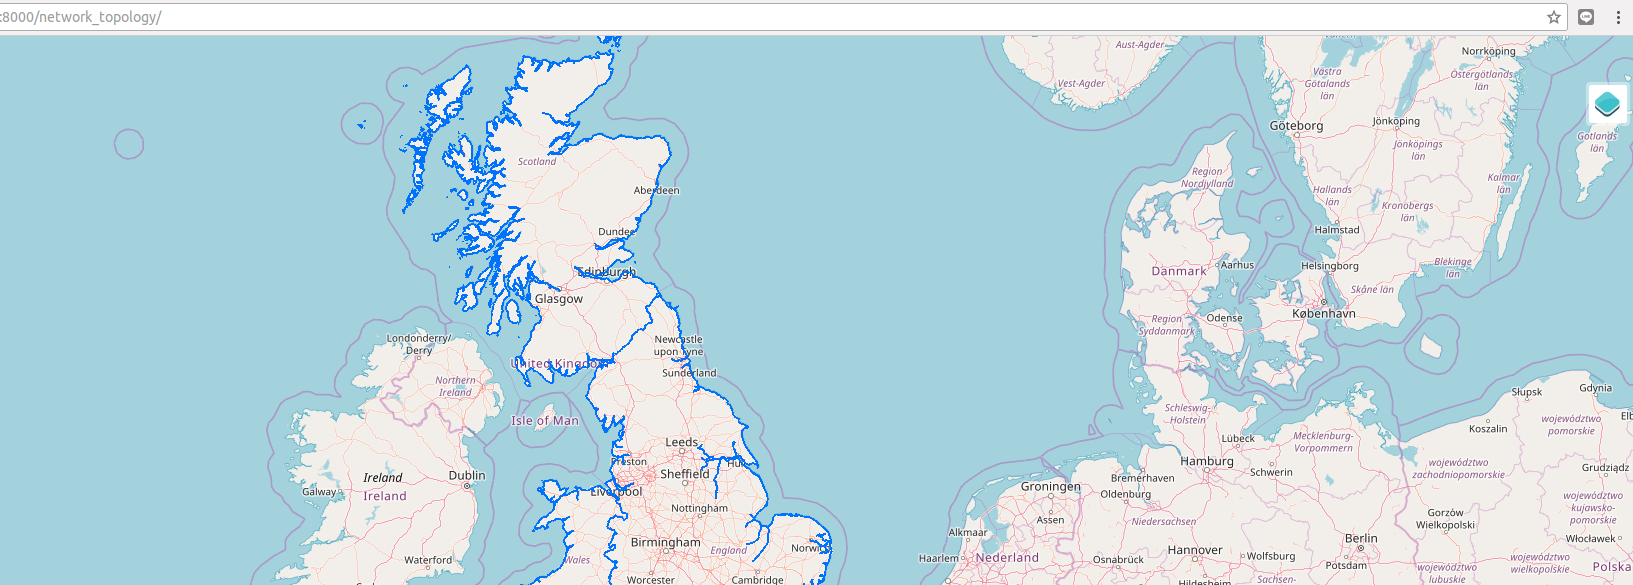 :8000/network_topology/
Aust-Agder
Vest-Agder
Norrköping
Västra
Götalands
län
Östergötlands
län
Göteborg
Jönköping
Jönköpings
län
Gotlands
län
Scotland
Aberdeen
Region
Nordjylland
Hallands
län
Kalmar
län
Kronobergs
län
Dundee
Halmstad
Edinburgh
Danmark
Aarhus
Helsingborg
Blekinge
län
Glasgow
Skåne län
Region
Syddanmark
Odense
København
Londonderry/
Derry
Newcastle
upon Tyne
United Kingdom
Sunderland
Northern
Ireland
Słupsk
Gdynia
Isle of Man
Schleswig-
Holstein
Lübeck
Mecklenburg-
Vorpommern
Koszalin
województwo
pomorskie
Leeds
Preston
Sheffield
Hull
Hamburg
Schwerin
województwo
zachodniopomorskie
Grudziądz
Ireland
Ireland
Dublin
Galway
Liverpool
Nottingham
Groningen
Bremerhaven
Oldenburg
Assen
Niedersachsen
Gorzów
Wielkopolski
województwo
kujawsko-
pomorskie
Włocławek
Alkmaar
Waterford
Wales
Birmingham
England
Norwich
Haarlem
Nederland
Osnabrück
Hannover
Wolfsburg
Berlin
Potsdam
województwo
wielkopolskie
województwo
lubuskie
Polska
Worcester
Cambridge
Hildesheim
Sachsen-